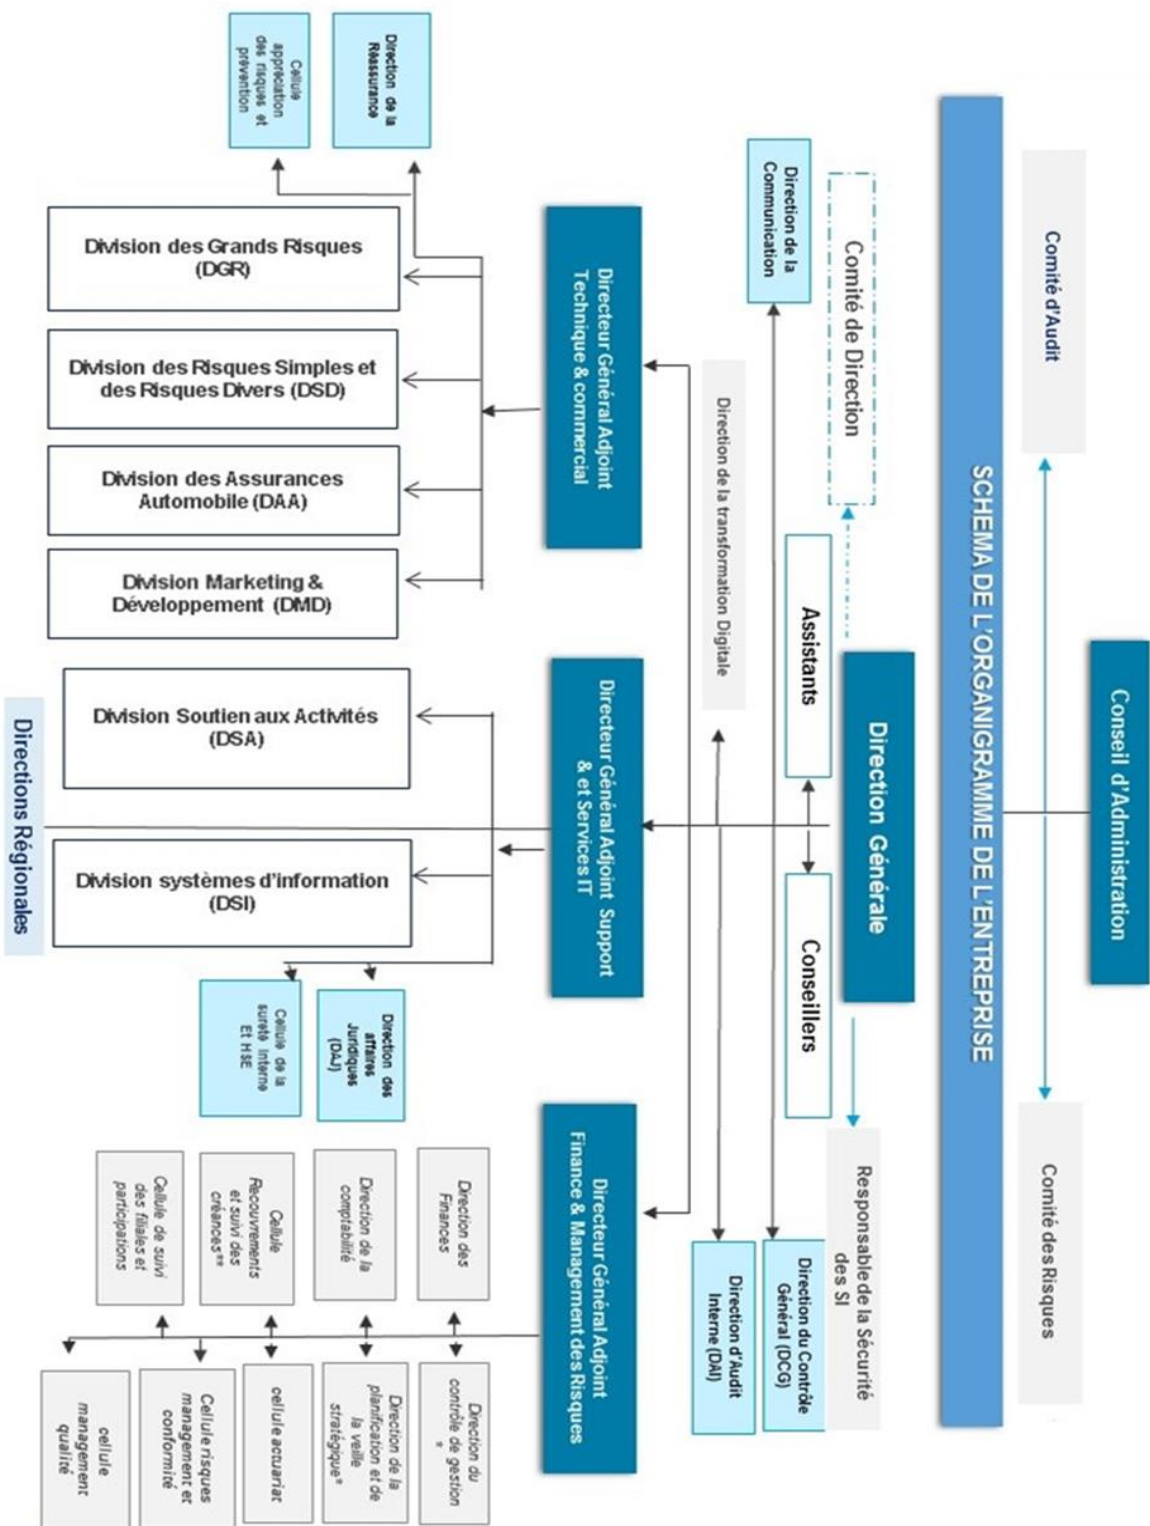 Conseil d'Administration
Comité d'Audit
Comité des Risques
SCHEMA DE L'ORGANIGRAMME DE L'ENTREPRISE
Direction Générale
Comité de Direction
Responsable de la Sécurité
des SI
Assistants
Conseillers
Direction de la
Communication
Direction du Contrôle
Général (DCG)
Direction de la transformation Digitale
Direction d'Audit
Interne (DAI)
Directeur Général Adjoint
Technique & commercial
Directeur Général Adjoint Support
& et Services IT
Directeur Général Adjoint
Finance & Management des Risques
Direction de la
Réassurance
Cellule
appréciation
des risques et
prévention
Division des Grands Risques
(DGR)
Division des Risques Simples et
des Risques Divers (DSD)
Division des Assurances
Automobile (DAA)
Division Marketing &
Développement (DMD)
Division Soutien aux Activités
(DSA)
Division systèmes d'information
(DSI)
Direction des
affaires
Juridiques
(DAJ)
Cellule de la
sureté Interne
Et HSE
Direction des
Finances
Direction de la
comptabilité
Cellule
Recouvrements
et suivi des
créances**
Cellule de suivi
des filiales et
participations
Direction du
contrôle de gestion
*
Direction de la
planification et de
la veille
stratégique*
cellule actuariat
Cellule risques
management et
conformité
cellule
management
qualité
Directions Régionales